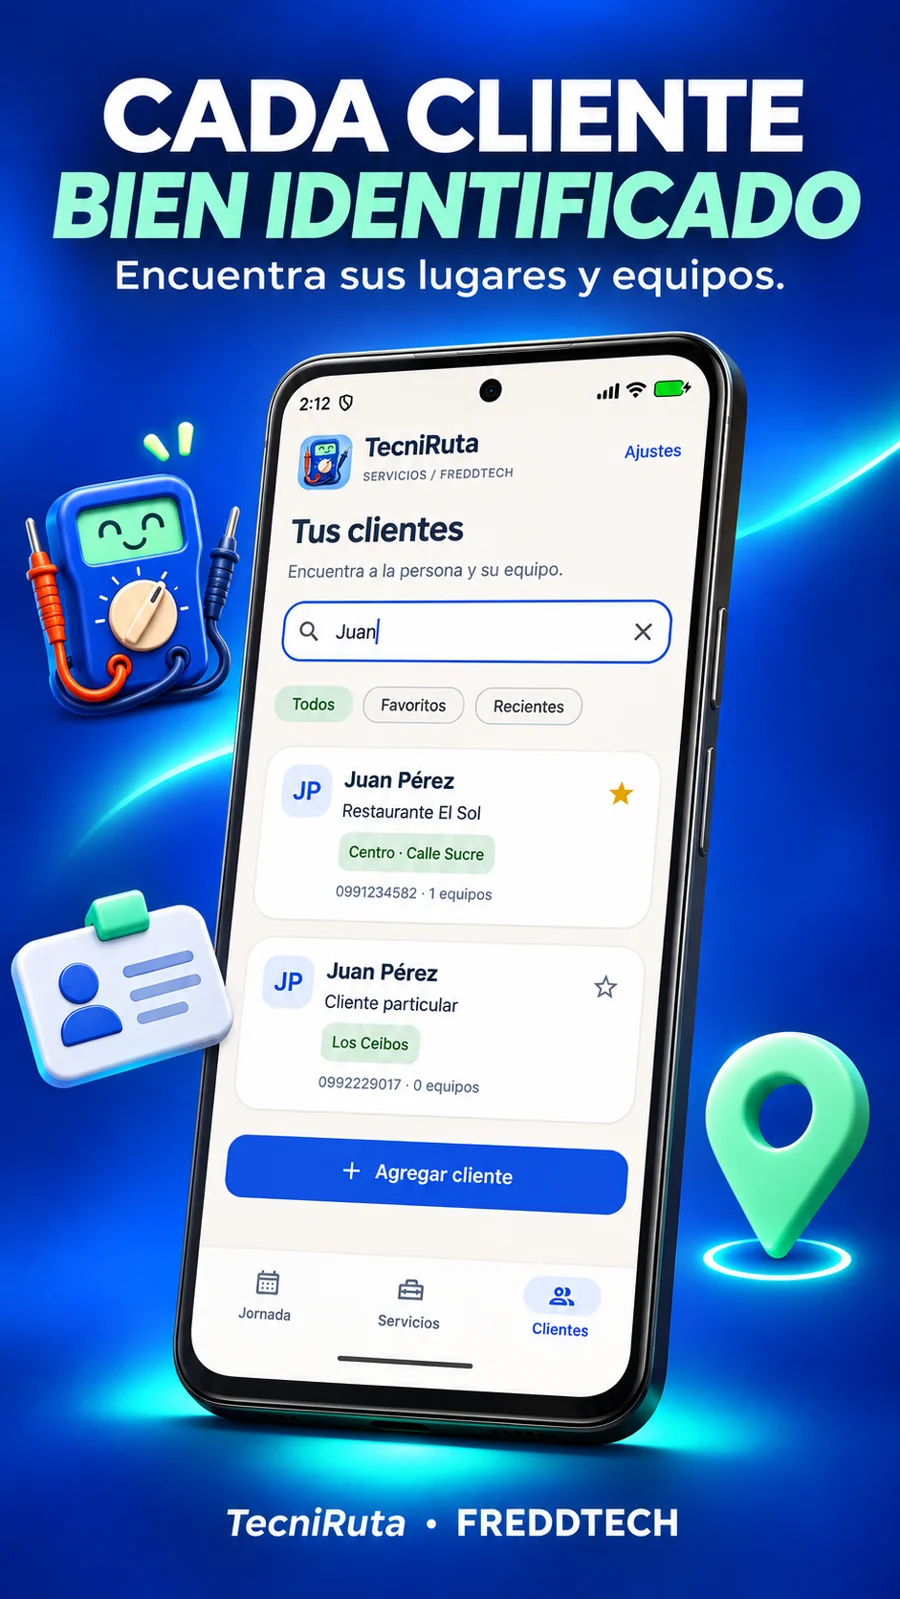 CADA CLIENTE
BIEN IDENTIFICADO
Encuentra sus lugares y equipos.
2:12
TecniRuta
SERVICIOS / FREDDTECH
Ajustes
Tus clientes
Encuentra a la persona y su equipo.
Juan
Todos
Favoritos
Recientes
JP
Juan Pérez
Restaurante El Sol
Centro · Calle Sucre
0991234582 · 1 equipos
JP
Juan Pérez
Cliente particular
Los Ceibos
0992229017 · 0 equipos
+ Agregar cliente
Jornada
Servicios
Clientes
TecniRuta • FREDDTECH